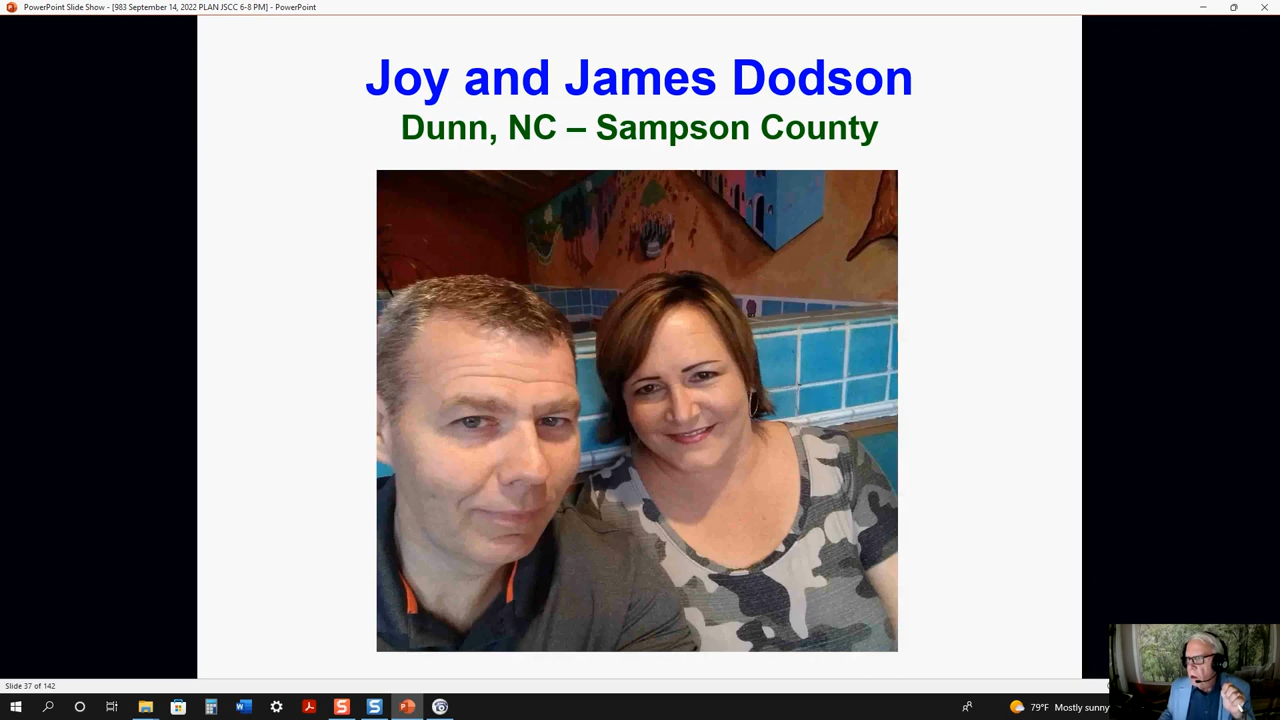 PowerPoint Slide Show - [983 September 14, 2022 PLAN JSCC 6-8 PM] - PowerPoint
Joy and James Dodson
Dunn, NC – Sampson County
Slide 37 of 142
79°F Mostly sunny